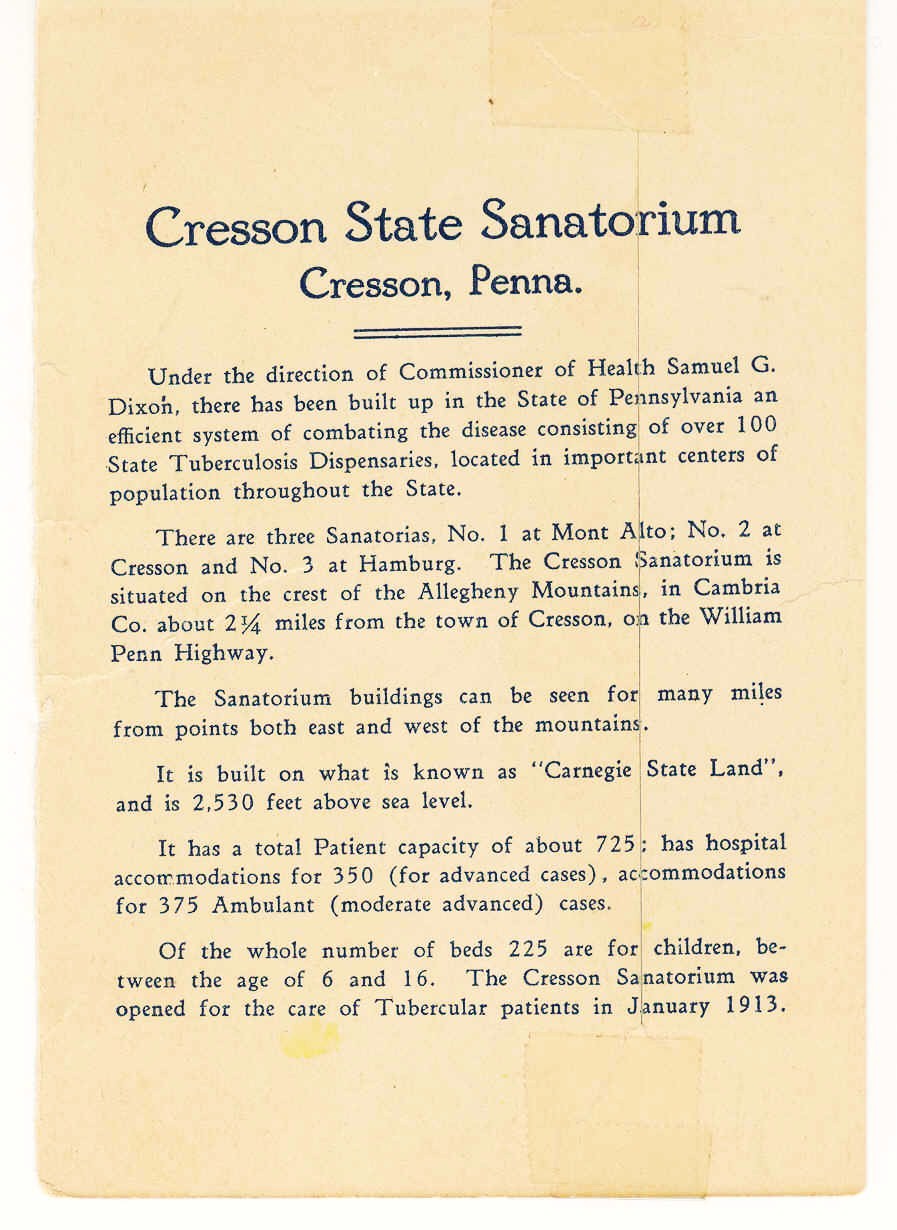 Cresson State Sanatorium
Cresson, Penna.
Under the direction of Commissioner of Health Samuel G.
Dixon, there has been built up in the State of Pennsylvania an
efficient system of combating the disease consisting of over 100
State Tuberculosis Dispensaries, located in important centers of
population throughout the State.
There are three Sanatorias, No. 1 at Mont Alto; No. 2 at
Cresson and No. 3 at Hamburg. The Cresson Sanatorium is
situated on the crest of the Allegheny Mountains, in Cambria
Co. about 2¼ miles from the town of Cresson, on the William
Penn Highway.
The Sanatorium buildings can be seen for many miles
from points both east and west of the mountains.
It is built on what is known as "Carnegie State Land",
and is 2,530 feet above sea level.
It has a total Patient capacity of about 725; has hospital
accommodations for 350 (for advanced cases), accommodations
for 375 Ambulant (moderate advanced) cases.
Of the whole number of beds 225 are for children, be-
tween the age of 6 and 16. The Cresson Sanatorium was
opened for the care of Tubercular patients in January 1913.